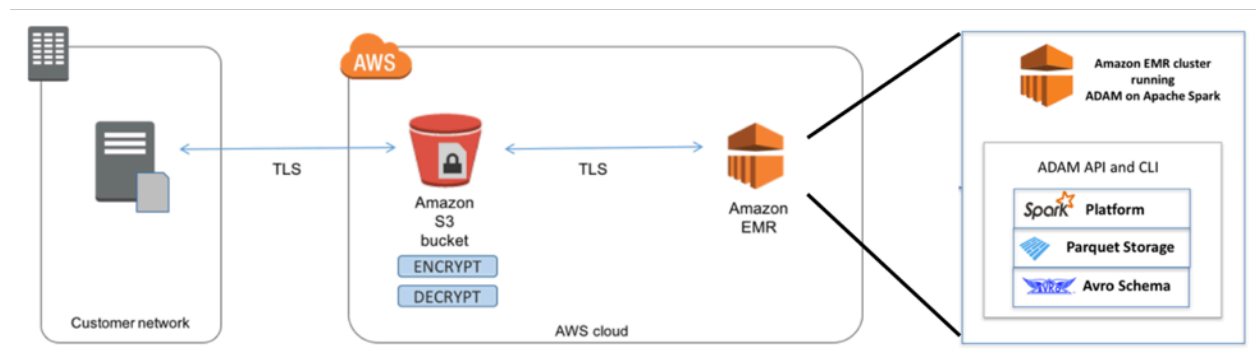 AWS
TLS
TLS
Amazon
S3
bucket
ENCRYPT
DECRYPT
Amazon
EMR
Customer network
AWS cloud
Amazon EMR cluster
running
ADAM on Apache Spark
ADAM API and CLI
Spark Platform
Parquet Storage
AVRO Avro Schema